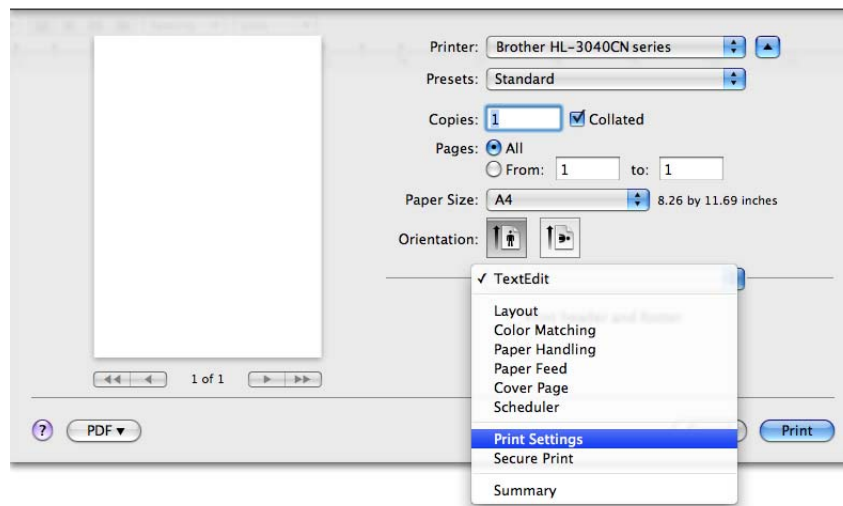 Printer: Brother HL-3040CN series
Presets: Standard
Copies: 1 Collated
Pages: All
From: 1 to: 1
Paper Size: A4 8.26 by 11.69 inches
Orientation:
✓ TextEdit
Layout
Color Matching
Paper Handling
Paper Feed
Cover Page
Scheduler
Print Settings
Secure Print
Summary
1 of 1
? PDF ▼ Print